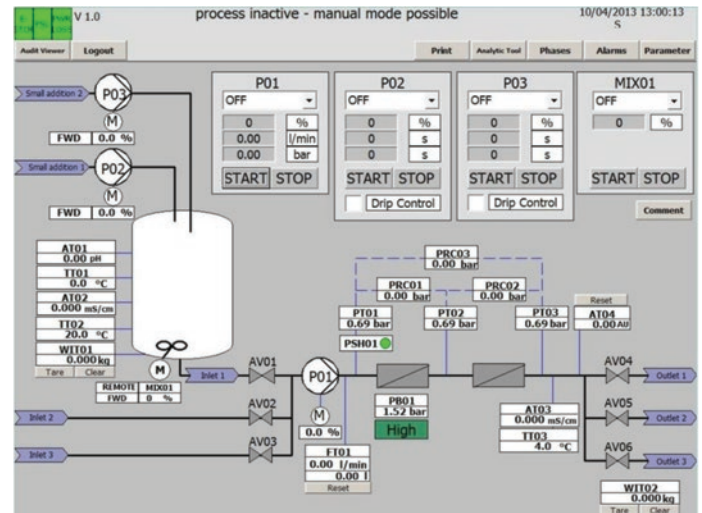 E-STOP PSI PWR LOSS V 1.0 process inactive - manual mode possible 10/04/2013 13:00:13
S
Audit Viewer Logout Print Analytic Tool Phases Alarms Parameter
P01 P02 P03 MIX01
OFF OFF OFF OFF
0 % 0 % 0 % 0 %
0.00 l/min 0 s 0 s
0.00 bar 0 s 0 s
START STOP START STOP START STOP START STOP
Drip Control Drip Control
Comment
Small addition 2 P03
M
FWD 0.0 %
Small addition 1 P02
M
FWD 0.0 %
AT01
0.00 pH
TT01
0.0 °C
AT02
0.000 mS/cm
TT02
20.0 °C
WIT01
0.000 kg
Tare Clear
M
REMOTE MIX01
FWD 0 %
Inlet 1
Inlet 2
Inlet 3
AV01
AV02
AV03
P01
M
0.0 %
FT01
0.00 l/min
0.00 l
Reset
PRC03
0.00 bar
PRC01 PRC02
0.00 bar 0.00 bar
PT01 PT02 PT03
0.69 bar 0.69 bar 0.69 bar
PSH01
PB01
1.52 bar
High
Reset
AT04
0.00 AU
AT03
0.000 mS/cm
TT03
4.0 °C
AV04 Outlet 1
AV05 Outlet 2
AV06 Outlet 3
WIT02
0.000 kg
Tare Clear